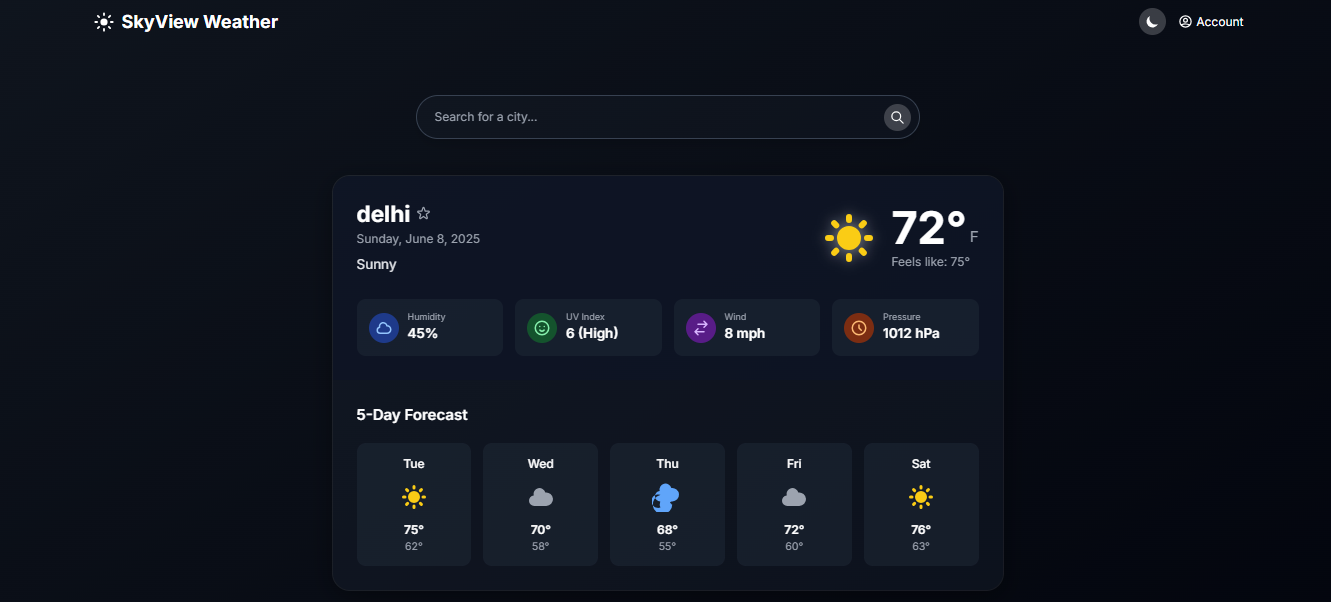 SkyView Weather
Account
Search for a city...
delhi
Sunday, June 8, 2025
Sunny
72° F
Feels like: 75°
Humidity
45%
UV Index
6 (High)
Wind
8 mph
Pressure
1012 hPa
5-Day Forecast
Tue
75°
62°
Wed
70°
58°
Thu
68°
55°
Fri
72°
60°
Sat
76°
63°